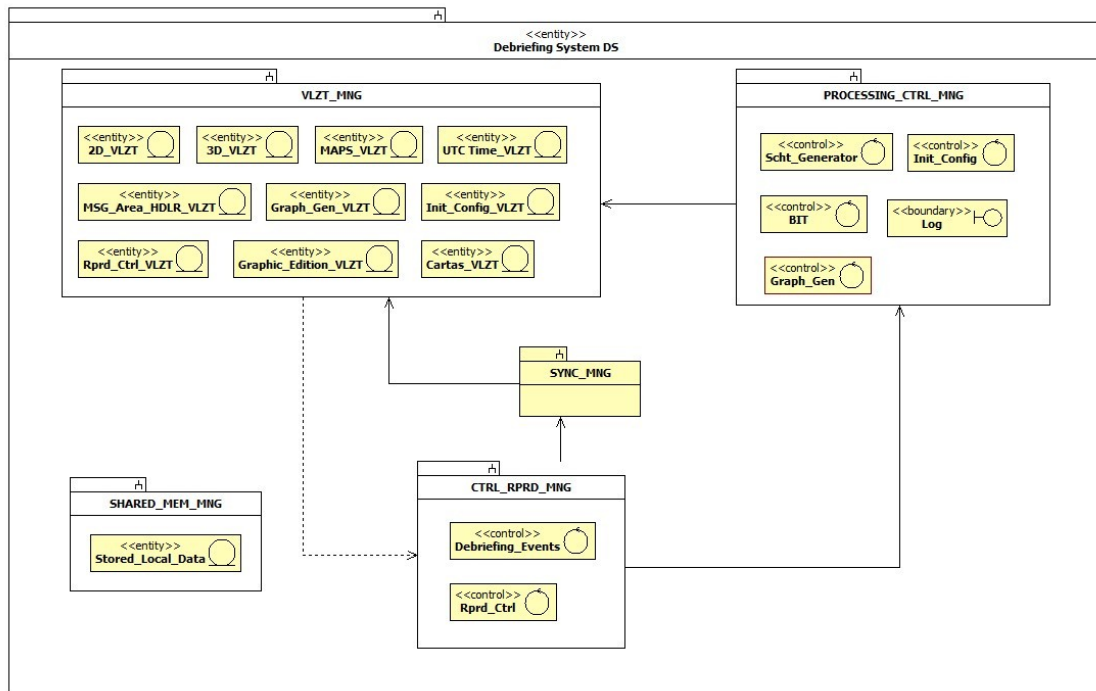 <<entity>>
Debriefing System DS
VLZT_MNG
<<entity>>
2D_VLZT
<<entity>>
3D_VLZT
<<entity>>
MAPS_VLZT
<<entity>>
UTC Time_VLZT
<<entity>>
MSG_Area_HDLR_VLZT
<<entity>>
Graph_Gen_VLZT
<<entity>>
Init_Config_VLZT
<<entity>>
Rprd_Ctrl_VLZT
<<entity>>
Graphic_Edition_VLZT
<<entity>>
Cartas_VLZT
PROCESSING_CTRL_MNG
<<control>>
Scht_Generator
<<control>>
Init_Config
<<control>>
BIT
<<boundary>>
Log
<<control>>
Graph_Gen
SYNC_MNG
SHARED_MEM_MNG
<<entity>>
Stored_Local_Data
CTRL_RPRD_MNG
<<control>>
Debriefing_Events
<<control>>
Rprd_Ctrl